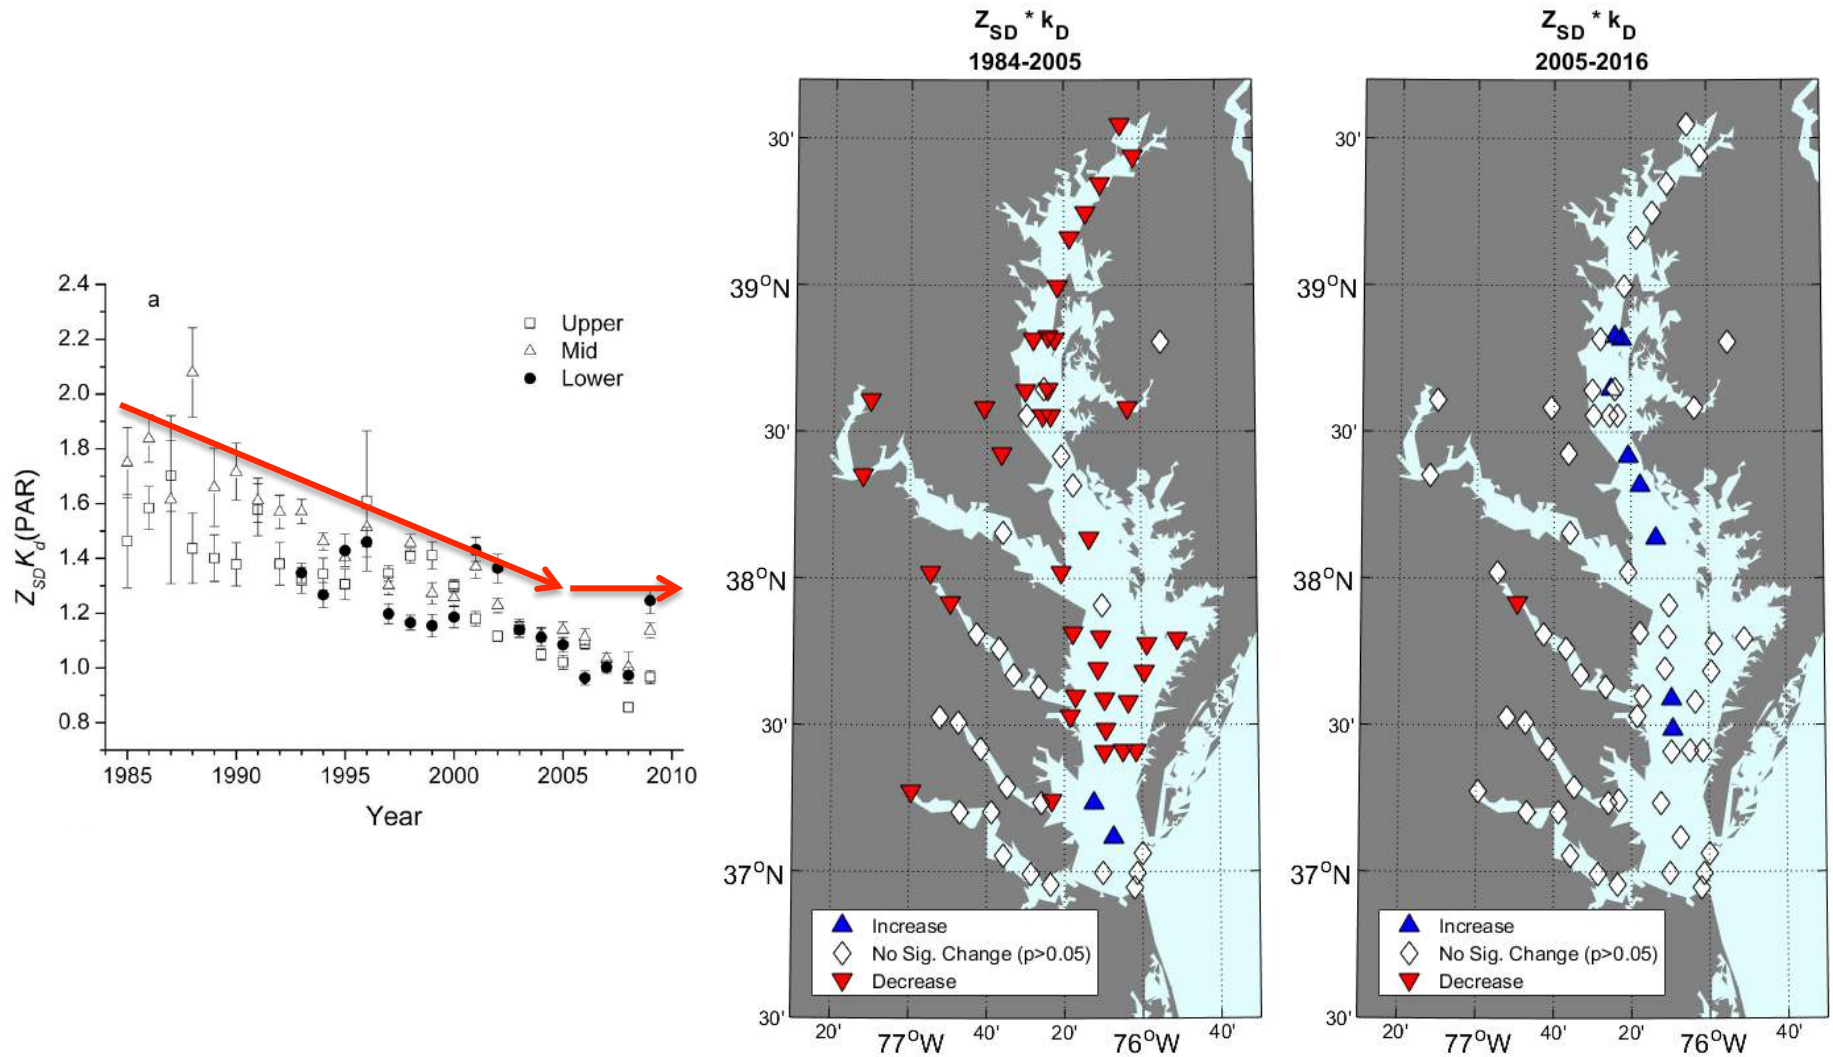 a
2.4
2.2
2.0
1.8
1.6
1.4
1.2
1.0
0.8
Z_SD K_d(PAR)
Upper
Mid
Lower
1985 1990 1995 2000 2005 2010
Year
Z_SD * k_D
1984-2005
30'
39°N
30'
38°N
30'
37°N
30'
Increase
No Sig. Change (p>0.05)
Decrease
20' 77°W 40' 20' 76°W 40'
Z_SD * k_D
2005-2016
30'
39°N
30'
38°N
30'
37°N
30'
Increase
No Sig. Change (p>0.05)
Decrease
20' 77°W 40' 20' 76°W 40'